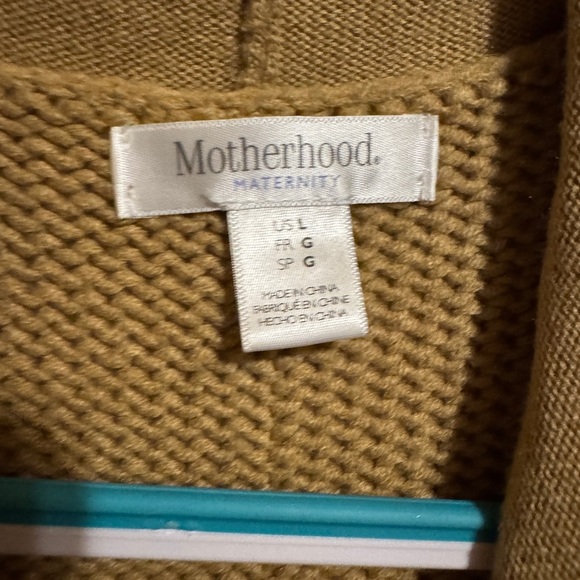 Motherhood®
MATERNITY
US L
FR G
SP G
MADE IN CHINA
FABRIQUÉ EN CHINE
HECHO EN CHINA